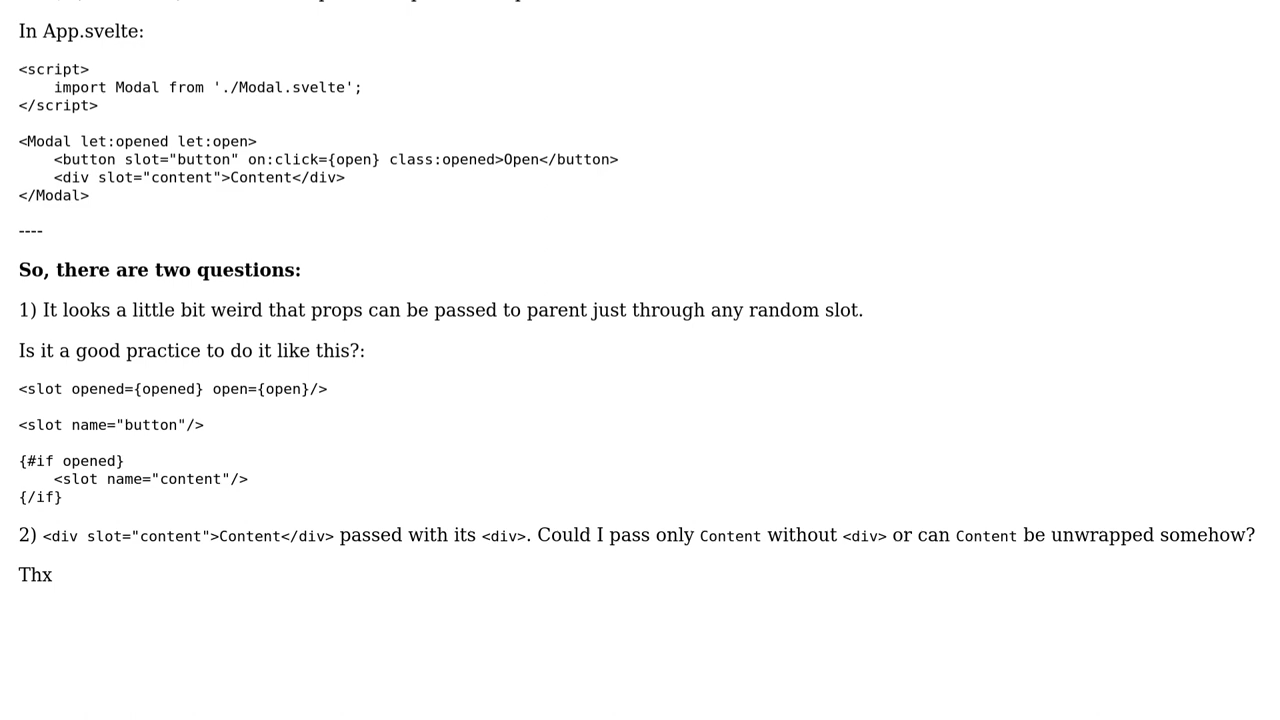 In App.svelte:
<script>
    import Modal from './Modal.svelte';
</script>
<Modal let:opened let:open>
    <button slot="button" on:click={open} class:opened>Open</button>
    <div slot="content">Content</div>
</Modal>
----
So, there are two questions:
1) It looks a little bit weird that props can be passed to parent just through any random slot.
Is it a good practice to do it like this?:
<slot opened={opened} open={open}/>
<slot name="button"/>
{#if opened}
    <slot name="content"/>
{/if}
2) <div slot="content">Content</div> passed with its <div>. Could I pass only Content without <div> or can Content be unwrapped somehow?
Thx